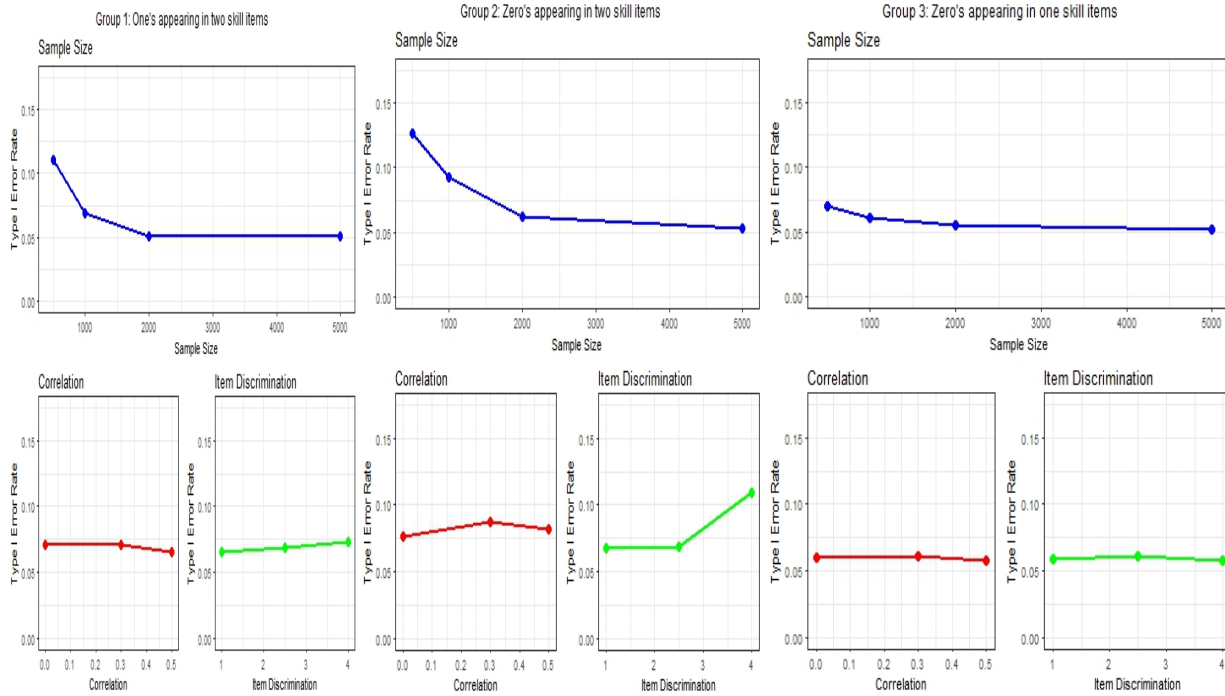 Group 1: One's appearing in two skill items
Sample Size
Type I Error Rate
0.15
0.10
0.05
0.00
1000 2000 3000 4000 5000
Sample Size
Correlation
Type I Error Rate
0.15
0.10
0.05
0.00
0.0 0.1 0.2 0.3 0.4 0.5
Correlation
Item Discrimination
Type I Error Rate
0.15
0.10
0.05
0.00
1 2 3 4
Item Discrimination
Group 2: Zero's appearing in two skill items
Sample Size
Type I Error Rate
0.15
0.10
0.05
0.00
1000 2000 3000 4000 5000
Sample Size
Correlation
Type I Error Rate
0.15
0.10
0.05
0.00
0.0 0.1 0.2 0.3 0.4 0.5
Correlation
Item Discrimination
Type I Error Rate
0.15
0.10
0.05
0.00
1 2 3 4
Item Discrimination
Group 3: Zero's appearing in one skill items
Sample Size
Type I Error Rate
0.15
0.10
0.05
0.00
1000 2000 3000 4000 5000
Sample Size
Correlation
Type I Error Rate
0.15
0.10
0.05
0.00
0.0 0.1 0.2 0.3 0.4 0.5
Correlation
Item Discrimination
Type I Error Rate
0.15
0.10
0.05
0.00
1 2 3 4
Item Discrimination